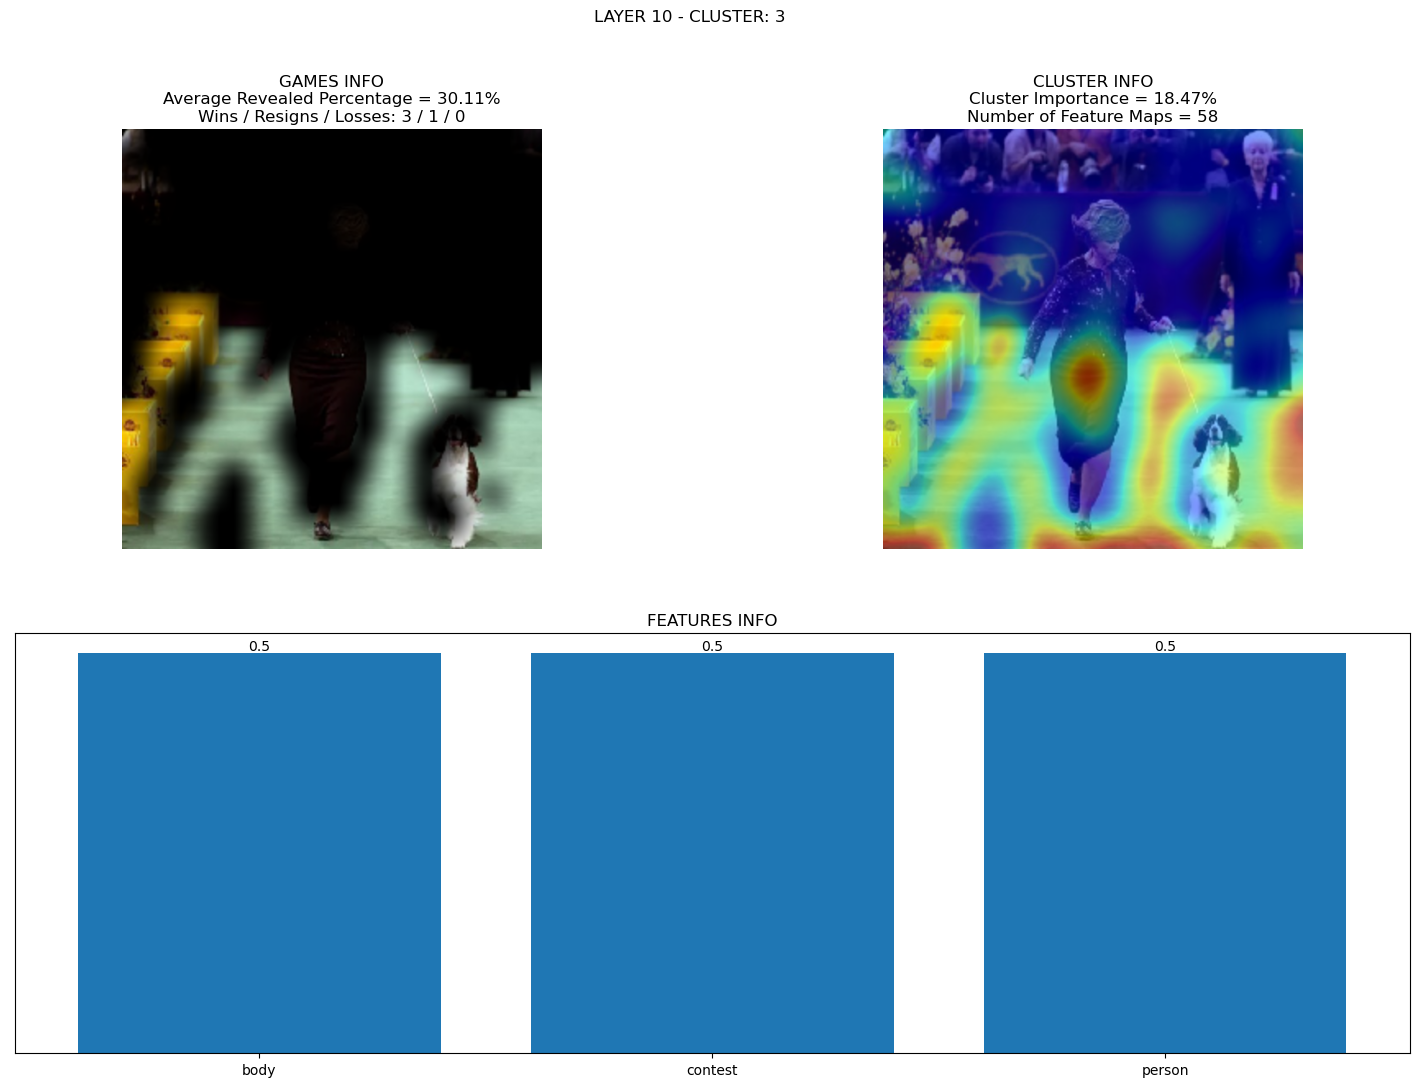 LAYER 10 - CLUSTER: 3
GAMES INFO
Average Revealed Percentage = 30.11%
Wins / Resigns / Losses: 3 / 1 / 0
CLUSTER INFO
Cluster Importance = 18.47%
Number of Feature Maps = 58
FEATURES INFO
0.5
0.5
0.5
body
contest
person